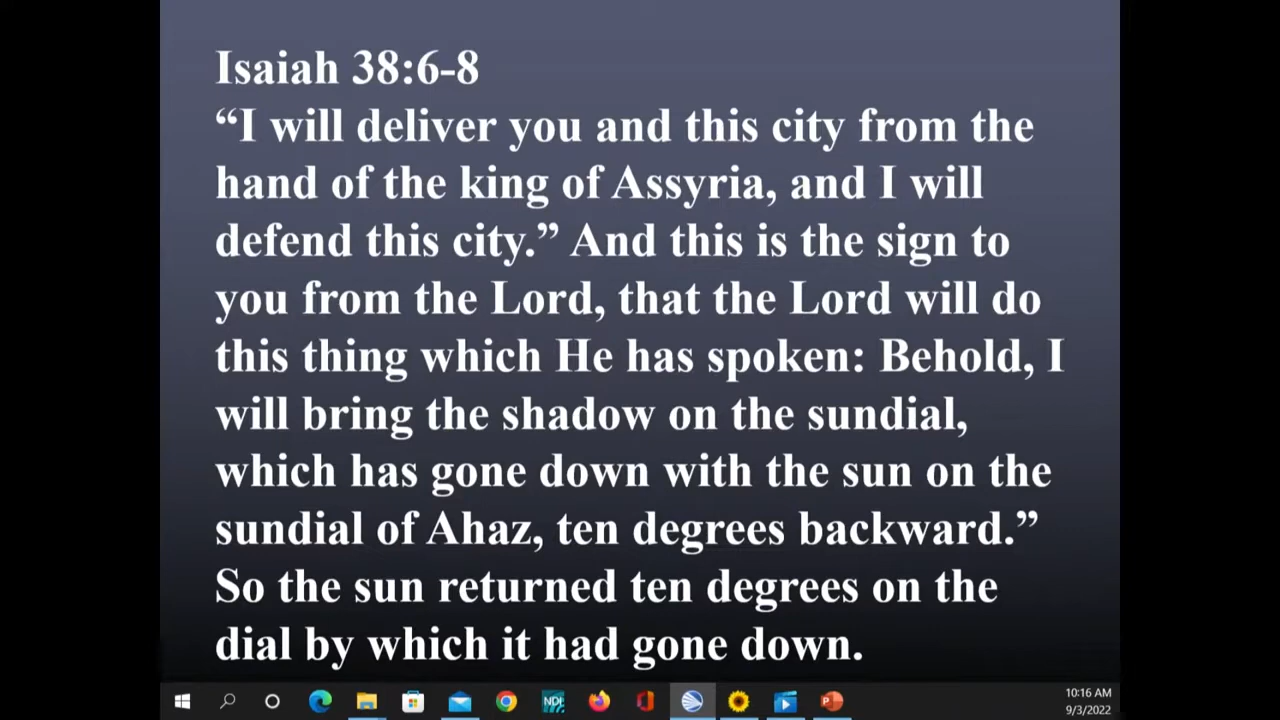 Isaiah 38:6-8
“I will deliver you and this city from the
hand of the king of Assyria, and I will
defend this city.” And this is the sign to
you from the Lord, that the Lord will do
this thing which He has spoken: Behold, I
will bring the shadow on the sundial,
which has gone down with the sun on the
sundial of Ahaz, ten degrees backward.”
So the sun returned ten degrees on the
dial by which it had gone down.
NDI
10:16 AM
9/3/2022